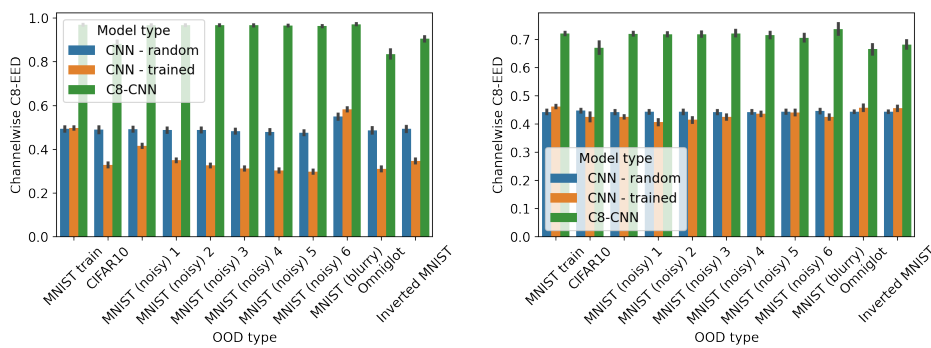 Channelwise C8-EED
1.0
0.8
0.6
0.4
0.2
0.0
Model type
CNN - random
CNN - trained
C8-CNN
MNIST train
CIFAR10
MNIST (noisy) 1
MNIST (noisy) 2
MNIST (noisy) 3
MNIST (noisy) 4
MNIST (noisy) 5
MNIST (noisy) 6
MNIST (blurry)
Omniglot
Inverted MNIST
OOD type
Channelwise C8-EED
0.7
0.6
0.5
0.4
0.3
0.2
0.1
0.0
Model type
CNN - random
CNN - trained
C8-CNN
MNIST train
CIFAR10
MNIST (noisy) 1
MNIST (noisy) 2
MNIST (noisy) 3
MNIST (noisy) 4
MNIST (noisy) 5
MNIST (noisy) 6
MNIST (blurry)
Omniglot
Inverted MNIST
OOD type